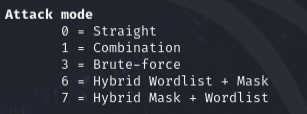 Attack mode
0 = Straight
1 = Combination
3 = Brute-force
6 = Hybrid Wordlist + Mask
7 = Hybrid Mask + Wordlist